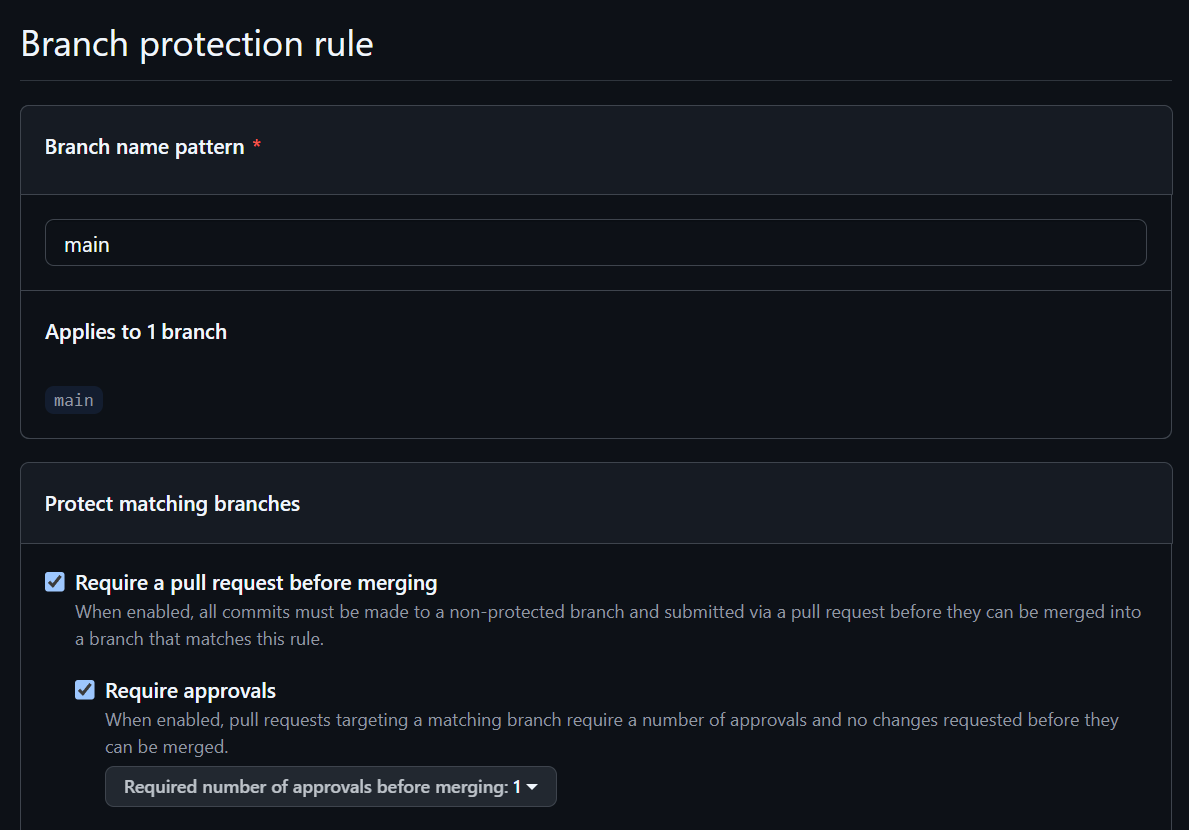 Branch protection rule
Branch name pattern *
main
Applies to 1 branch
main
Protect matching branches
Require a pull request before merging
When enabled, all commits must be made to a non-protected branch and submitted via a pull request before they can be merged into
a branch that matches this rule.
Require approvals
When enabled, pull requests targeting a matching branch require a number of approvals and no changes requested before they
can be merged.
Required number of approvals before merging: 1